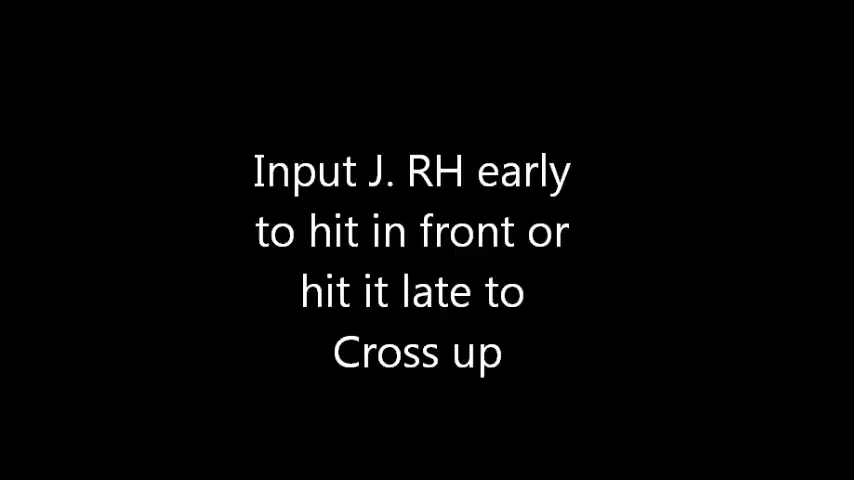 Input J. RH early
to hit in front or
hit it late to
Cross up